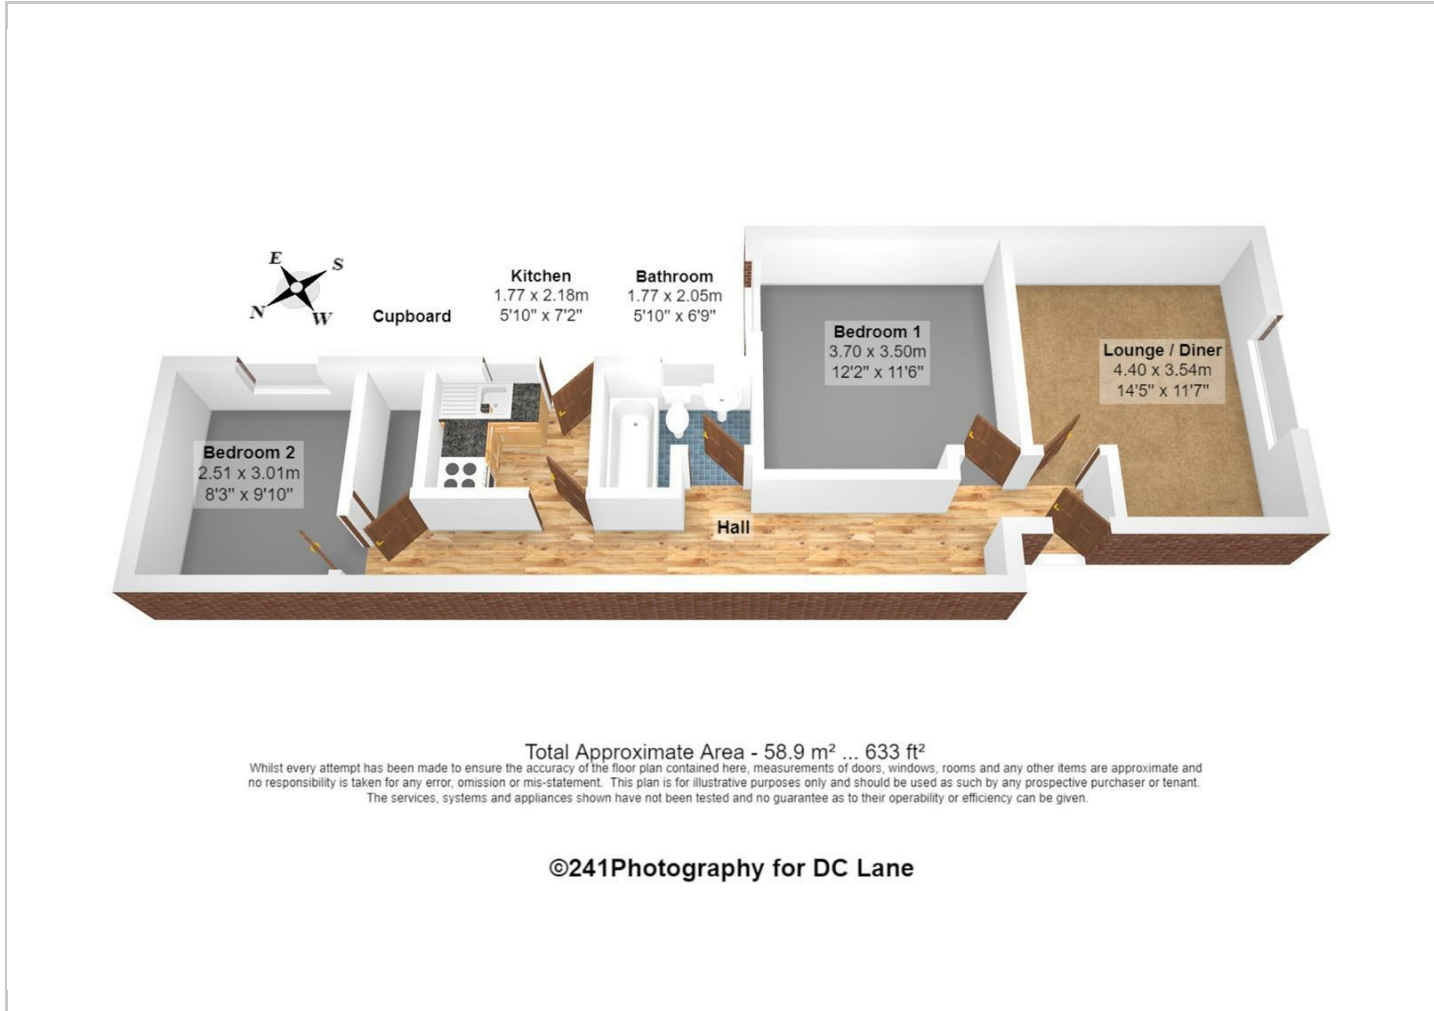 E
S
N
W
Cupboard
Kitchen
1.77 x 2.18m
5'10" x 7'2"
Bathroom
1.77 x 2.05m
5'10" x 6'9"
Bedroom 1
3.70 x 3.50m
12'2" x 11'6"
Lounge / Diner
4.40 x 3.54m
14'5" x 11'7"
Bedroom 2
2.51 x 3.01m
8'3" x 9'10"
Hall
Total Approximate Area - 58.9 m² ... 633 ft²
Whilst every attempt has been made to ensure the accuracy of the floor plan contained here, measurements of doors, windows, rooms and any other items are approximate and
no responsibility is taken for any error, omission or mis-statement. This plan is for illustrative purposes only and should be used as such by any prospective purchaser or tenant.
The services, systems and appliances shown have not been tested and no guarantee as to their operability or efficiency can be given.
©241Photography for DC Lane